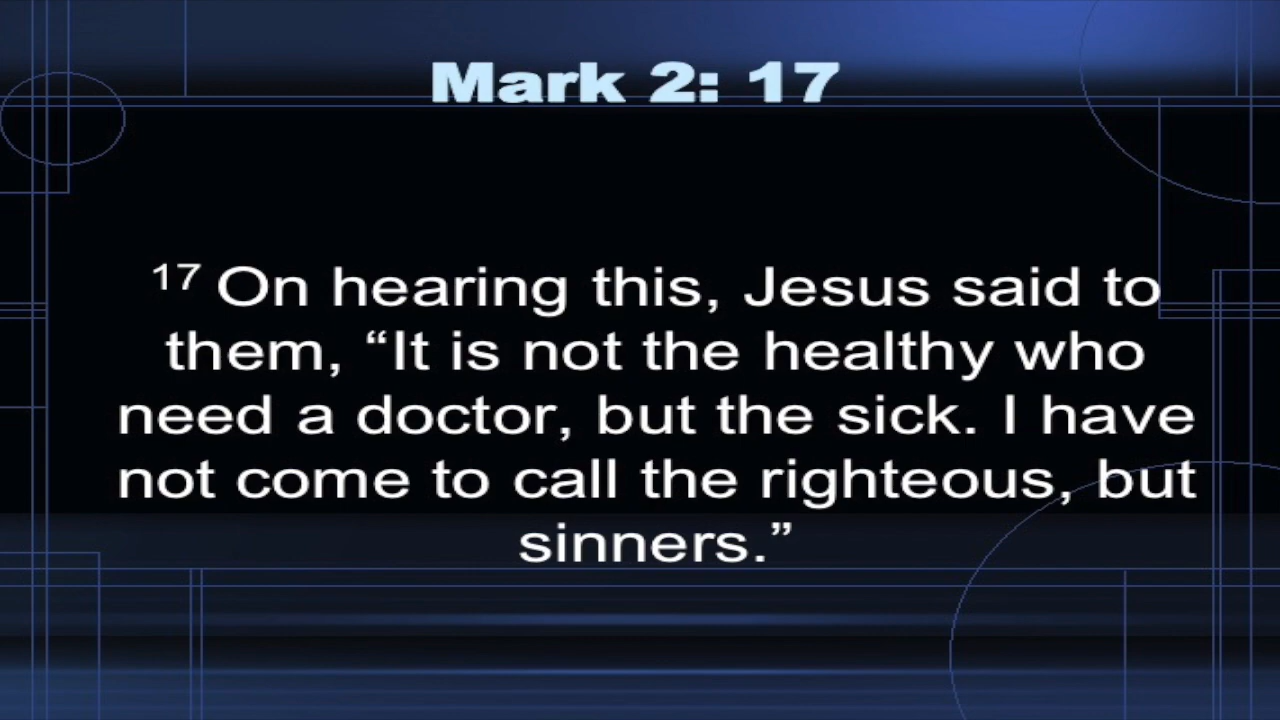 Mark 2: 17
17 On hearing this, Jesus said to
them, “It is not the healthy who
need a doctor, but the sick. I have
not come to call the righteous, but
sinners.”